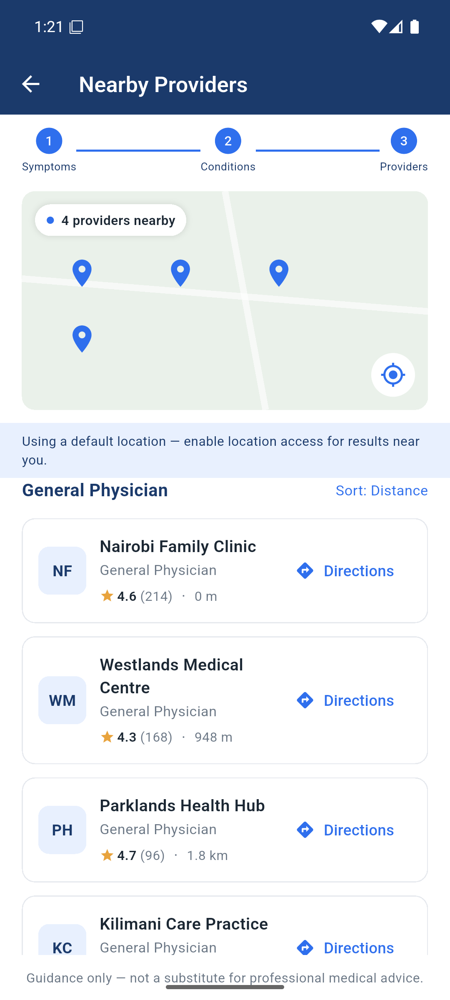 1:21
Nearby Providers
1 2 3
Symptoms Conditions Providers
4 providers nearby
Using a default location — enable location access for results near
you.
General Physician Sort: Distance
NF
Nairobi Family Clinic
General Physician
4.6 (214) · 0 m
Directions
WM
Westlands Medical
Centre
General Physician
4.3 (168) · 948 m
Directions
PH
Parklands Health Hub
General Physician
4.7 (96) · 1.8 km
Directions
KC
Kilimani Care Practice
General Physician
Directions
Guidance only — not a substitute for professional medical advice.